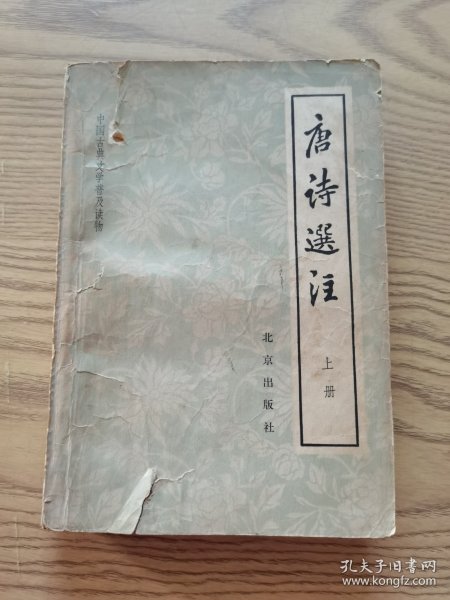 唐诗選注
上册
北京出版社
中国古典文学普及读物
孔夫子旧书网
www.kongfz.com